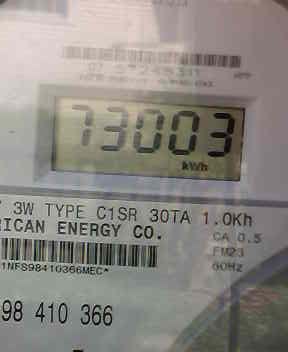 73003
kWh
3W TYPE C1SR 30TA 1.0Kh
RICAN ENERGY CO.
CA 0.5
FM23
60Hz
1NFS98410366MEC*
98 410 366